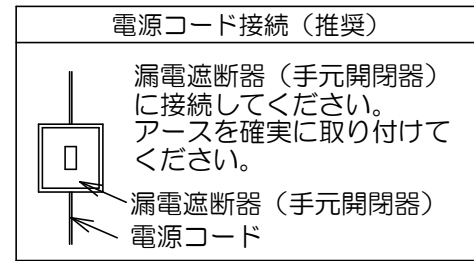 電源コード接続（推奨）
漏電遮断器（手元開閉器）
に接続してください。
アースを確実に取り付けて
ください。
漏電遮断器（手元開閉器）
電源コード